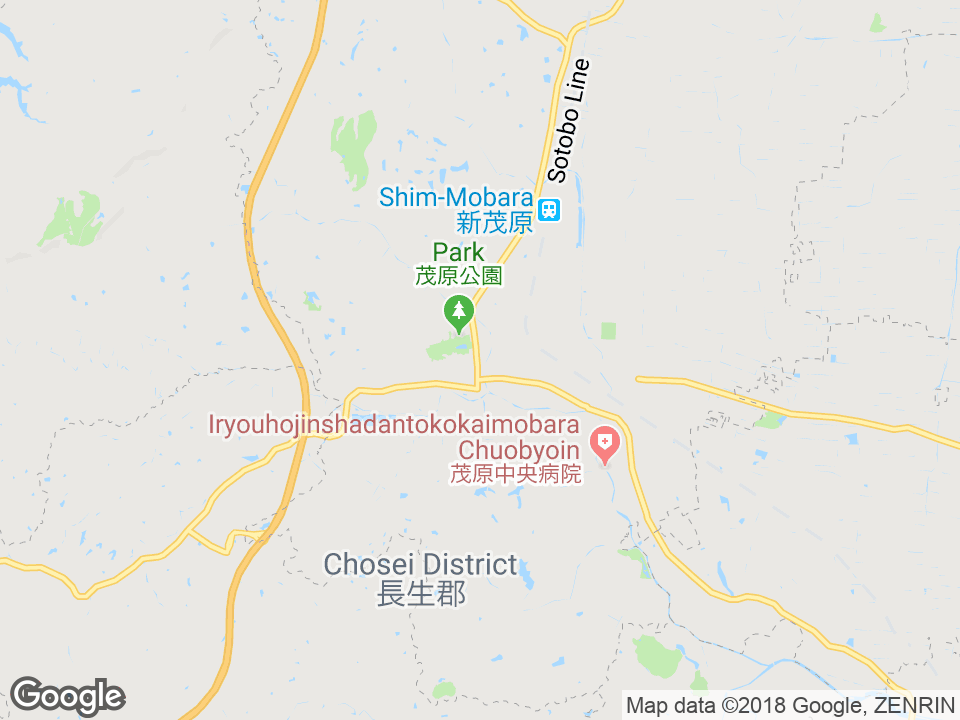 Sotobo Line
Shim-Mobara
新茂原
Park
茂原公園
Iryouhojinshadantokokaimobara
Chuobyoin
茂原中央病院
Chosei District
長生郡
Google
Map data ©2018 Google, ZENRIN